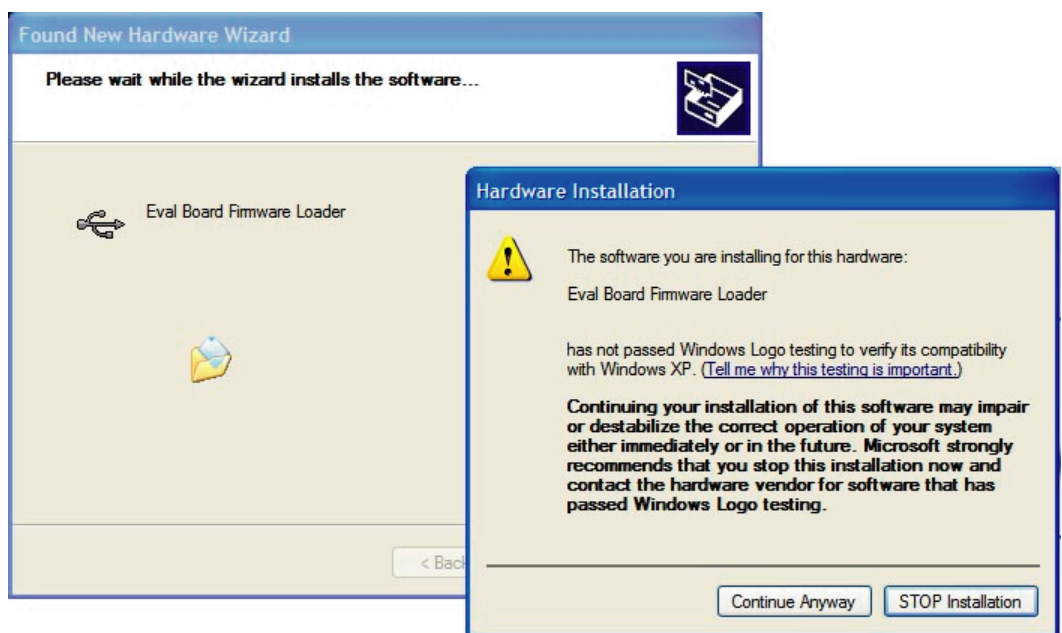 Found New Hardware Wizard
Please wait while the wizard installs the software...
Eval Board Firmware Loader
< Back
Hardware Installation
The software you are installing for this hardware:
Eval Board Firmware Loader
has not passed Windows Logo testing to verify its compatibility
with Windows XP. (Tell me why this testing is important.)
Continuing your installation of this software may impair
or destabilize the correct operation of your system
either immediately or in the future. Microsoft strongly
recommends that you stop this installation now and
contact the hardware vendor for software that has
passed Windows Logo testing.
Continue Anyway
STOP Installation